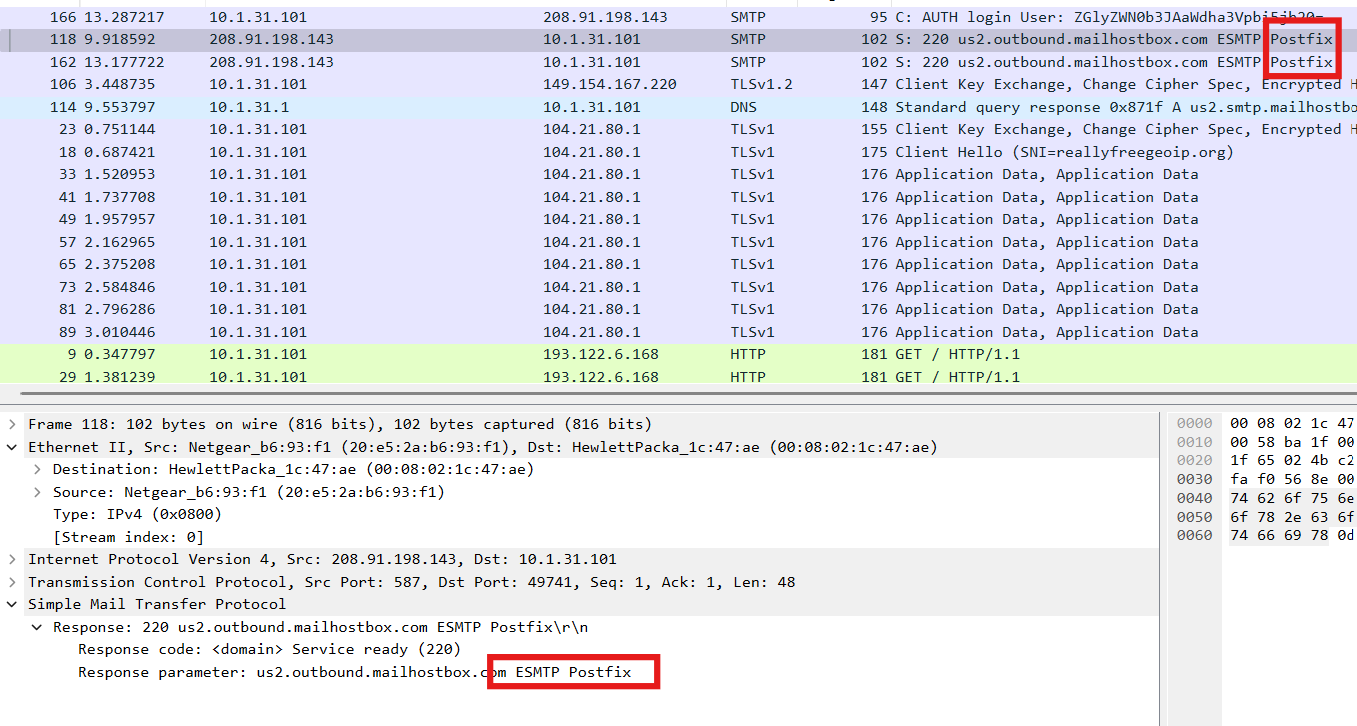 166 13.287217 10.1.31.101 208.91.198.143 SMTP 95 C: AUTH login User:
118 9.918592 208.91.198.143 10.1.31.101 SMTP 102 S: 220 us2.outbound.mailhostbox.com ESMTP Postfix
162 13.177722 208.91.198.143 10.1.31.101 SMTP 102 S: 220 us2.outbound.mailhostbox.com ESMTP Postfix
106 3.448735 10.1.31.101 149.154.167.220 TLSv1.2 147 Client Key Exchange, Change Cipher Spec, Encrypted H
114 9.553797 10.1.31.1 10.1.31.101 DNS 148 Standard query response 0x871f A us2.smtp.mailhostbo
23 0.751144 10.1.31.101 104.21.80.1 TLSv1 155 Client Key Exchange, Change Cipher Spec, Encrypted H
18 0.687421 10.1.31.101 104.21.80.1 TLSv1 175 Client Hello (SNI=reallyfreegeoip.org)
33 1.520953 10.1.31.101 104.21.80.1 TLSv1 176 Application Data, Application Data
41 1.737708 10.1.31.101 104.21.80.1 TLSv1 176 Application Data, Application Data
49 1.957957 10.1.31.101 104.21.80.1 TLSv1 176 Application Data, Application Data
57 2.162965 10.1.31.101 104.21.80.1 TLSv1 176 Application Data, Application Data
65 2.375208 10.1.31.101 104.21.80.1 TLSv1 176 Application Data, Application Data
73 2.584846 10.1.31.101 104.21.80.1 TLSv1 176 Application Data, Application Data
81 2.796286 10.1.31.101 104.21.80.1 TLSv1 176 Application Data, Application Data
89 3.010446 10.1.31.101 104.21.80.1 TLSv1 176 Application Data, Application Data
9 0.347797 10.1.31.101 193.122.6.168 HTTP 181 GET / HTTP/1.1
29 1.381239 10.1.31.101 193.122.6.168 HTTP 181 GET / HTTP/1.1
Frame 118: 102 bytes on wire (816 bits), 102 bytes captured (816 bits)
Ethernet II, Src: Netgear_b6:93:f1 (20:e5:2a:b6:93:f1), Dst: HewlettPacka_1c:47:ae (00:08:02:1c:47:ae)
Destination: HewlettPacka_1c:47:ae (00:08:02:1c:47:ae)
Source: Netgear_b6:93:f1 (20:e5:2a:b6:93:f1)
Type: IPv4 (0x0800)
[Stream index: 0]
Internet Protocol Version 4, Src: 208.91.198.143, Dst: 10.1.31.101
Transmission Control Protocol, Src Port: 587, Dst Port: 49741, Seq: 1, Ack: 1, Len: 48
Simple Mail Transfer Protocol
Response: 220 us2.outbound.mailhostbox.com ESMTP Postfix\r\n
Response code: <domain> Service ready (220)
Response parameter: us2.outbound.mailhostbox.com ESMTP Postfix
0000 00 08 02 1c 47
0010 00 58 ba 1f 00
0020 1f 65 02 4b c2
0030 fa f0 56 8e 00
0040 74 62 6f 75 6e
0050 6f 78 2e 63 6f
0060 74 66 69 78 0d